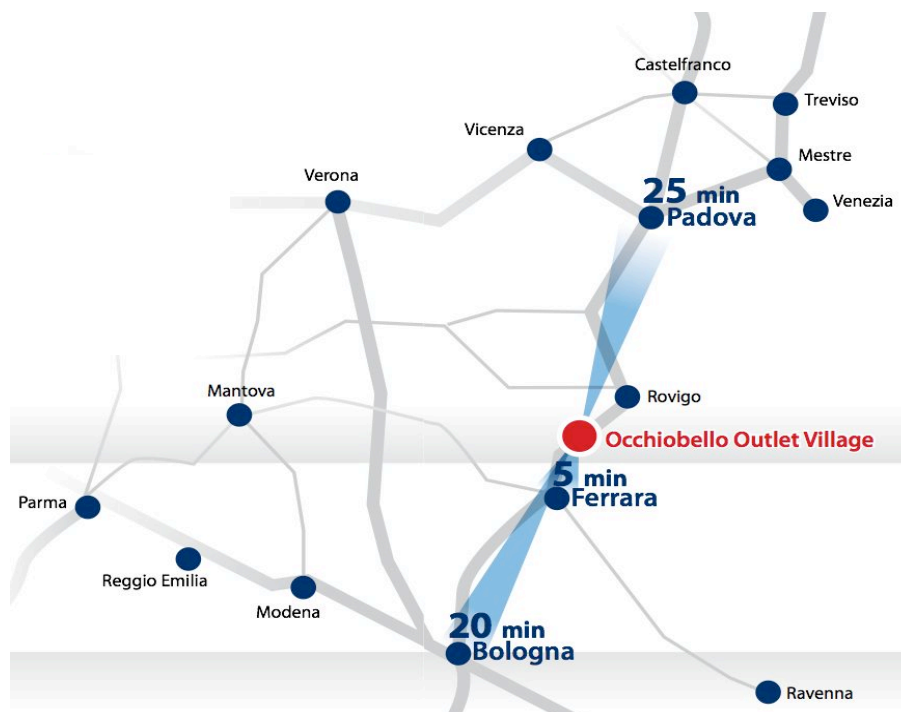 Castelfranco
Treviso
Vicenza
Mestre
Verona
25 min
Padova
Venezia
Mantova
Rovigo
Occhiobello Outlet Village
5 min
Ferrara
Parma
Reggio Emilia
Modena
20 min
Bologna
Ravenna